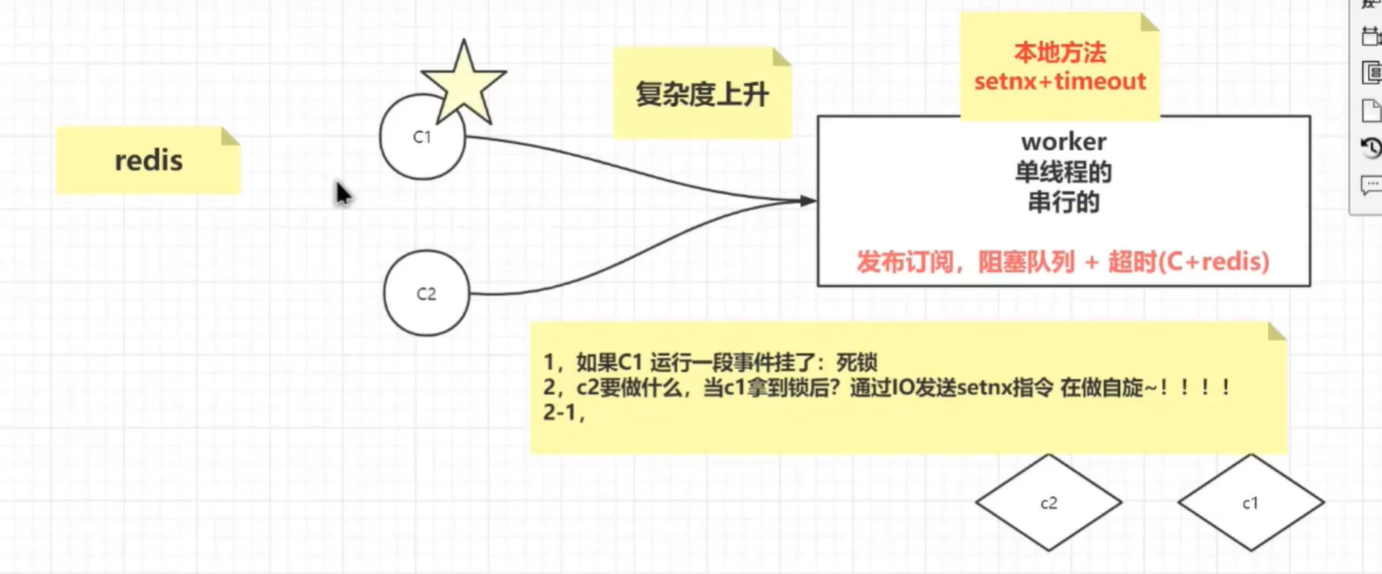 本地方法
setnx+timeout
复杂度上升
C1
redis
worker
单线程的
串行的
发布订阅，阻塞队列 + 超时(C+redis)
C2
1，如果C1 运行一段事件挂了：死锁
2，c2要做什么，当c1拿到锁后？通过IO发送setnx指令 在做自旋~！！！！
2-1，
c2
c1